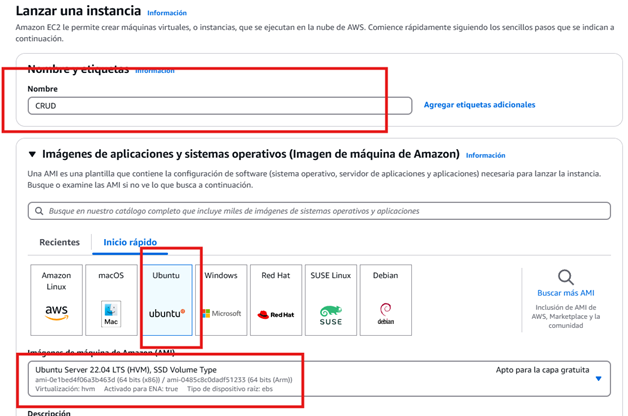 Lanzar una instancia Información
Amazon EC2 le permite crear máquinas virtuales, o instancias, que se ejecutan en la nube de AWS. Comience rápidamente siguiendo los sencillos pasos que se indican a
continuación.
Nombre y etiquetas Información
Nombre
CRUD
Agregar etiquetas adicionales
Imágenes de aplicaciones y sistemas operativos (Imagen de máquina de Amazon) Información
Una AMI es una plantilla que contiene la configuración de software (sistema operativo, servidor de aplicaciones y aplicaciones) necesaria para lanzar la instancia.
Busque o examine las AMI si no ve lo que busca a continuación.
Busque en nuestro catálogo completo que incluye miles de imágenes de sistemas operativos y aplicaciones
Recientes
Inicio rápido
Amazon
Linux
aws
macOS
Mac
Ubuntu
ubuntu
Windows
Microsoft
Red Hat
Red Hat
SUSE Linux
SUSE
Debian
debian
Buscar más AMI
Inclusión de AMI de
AWS, Marketplace y la
comunidad
Imágenes de máquina de Amazon (AMI)
Ubuntu Server 22.04 LTS (HVM), SSD Volume Type
Apto para la capa gratuita
ami-0e1bed4f06a3b463d (64 bits (x86)) / ami-0485c8c0dadf51233 (64 bits (Arm))
Virtualización: hvm Activado para ENA: true Tipo de dispositivo raíz: ebs
Descripción